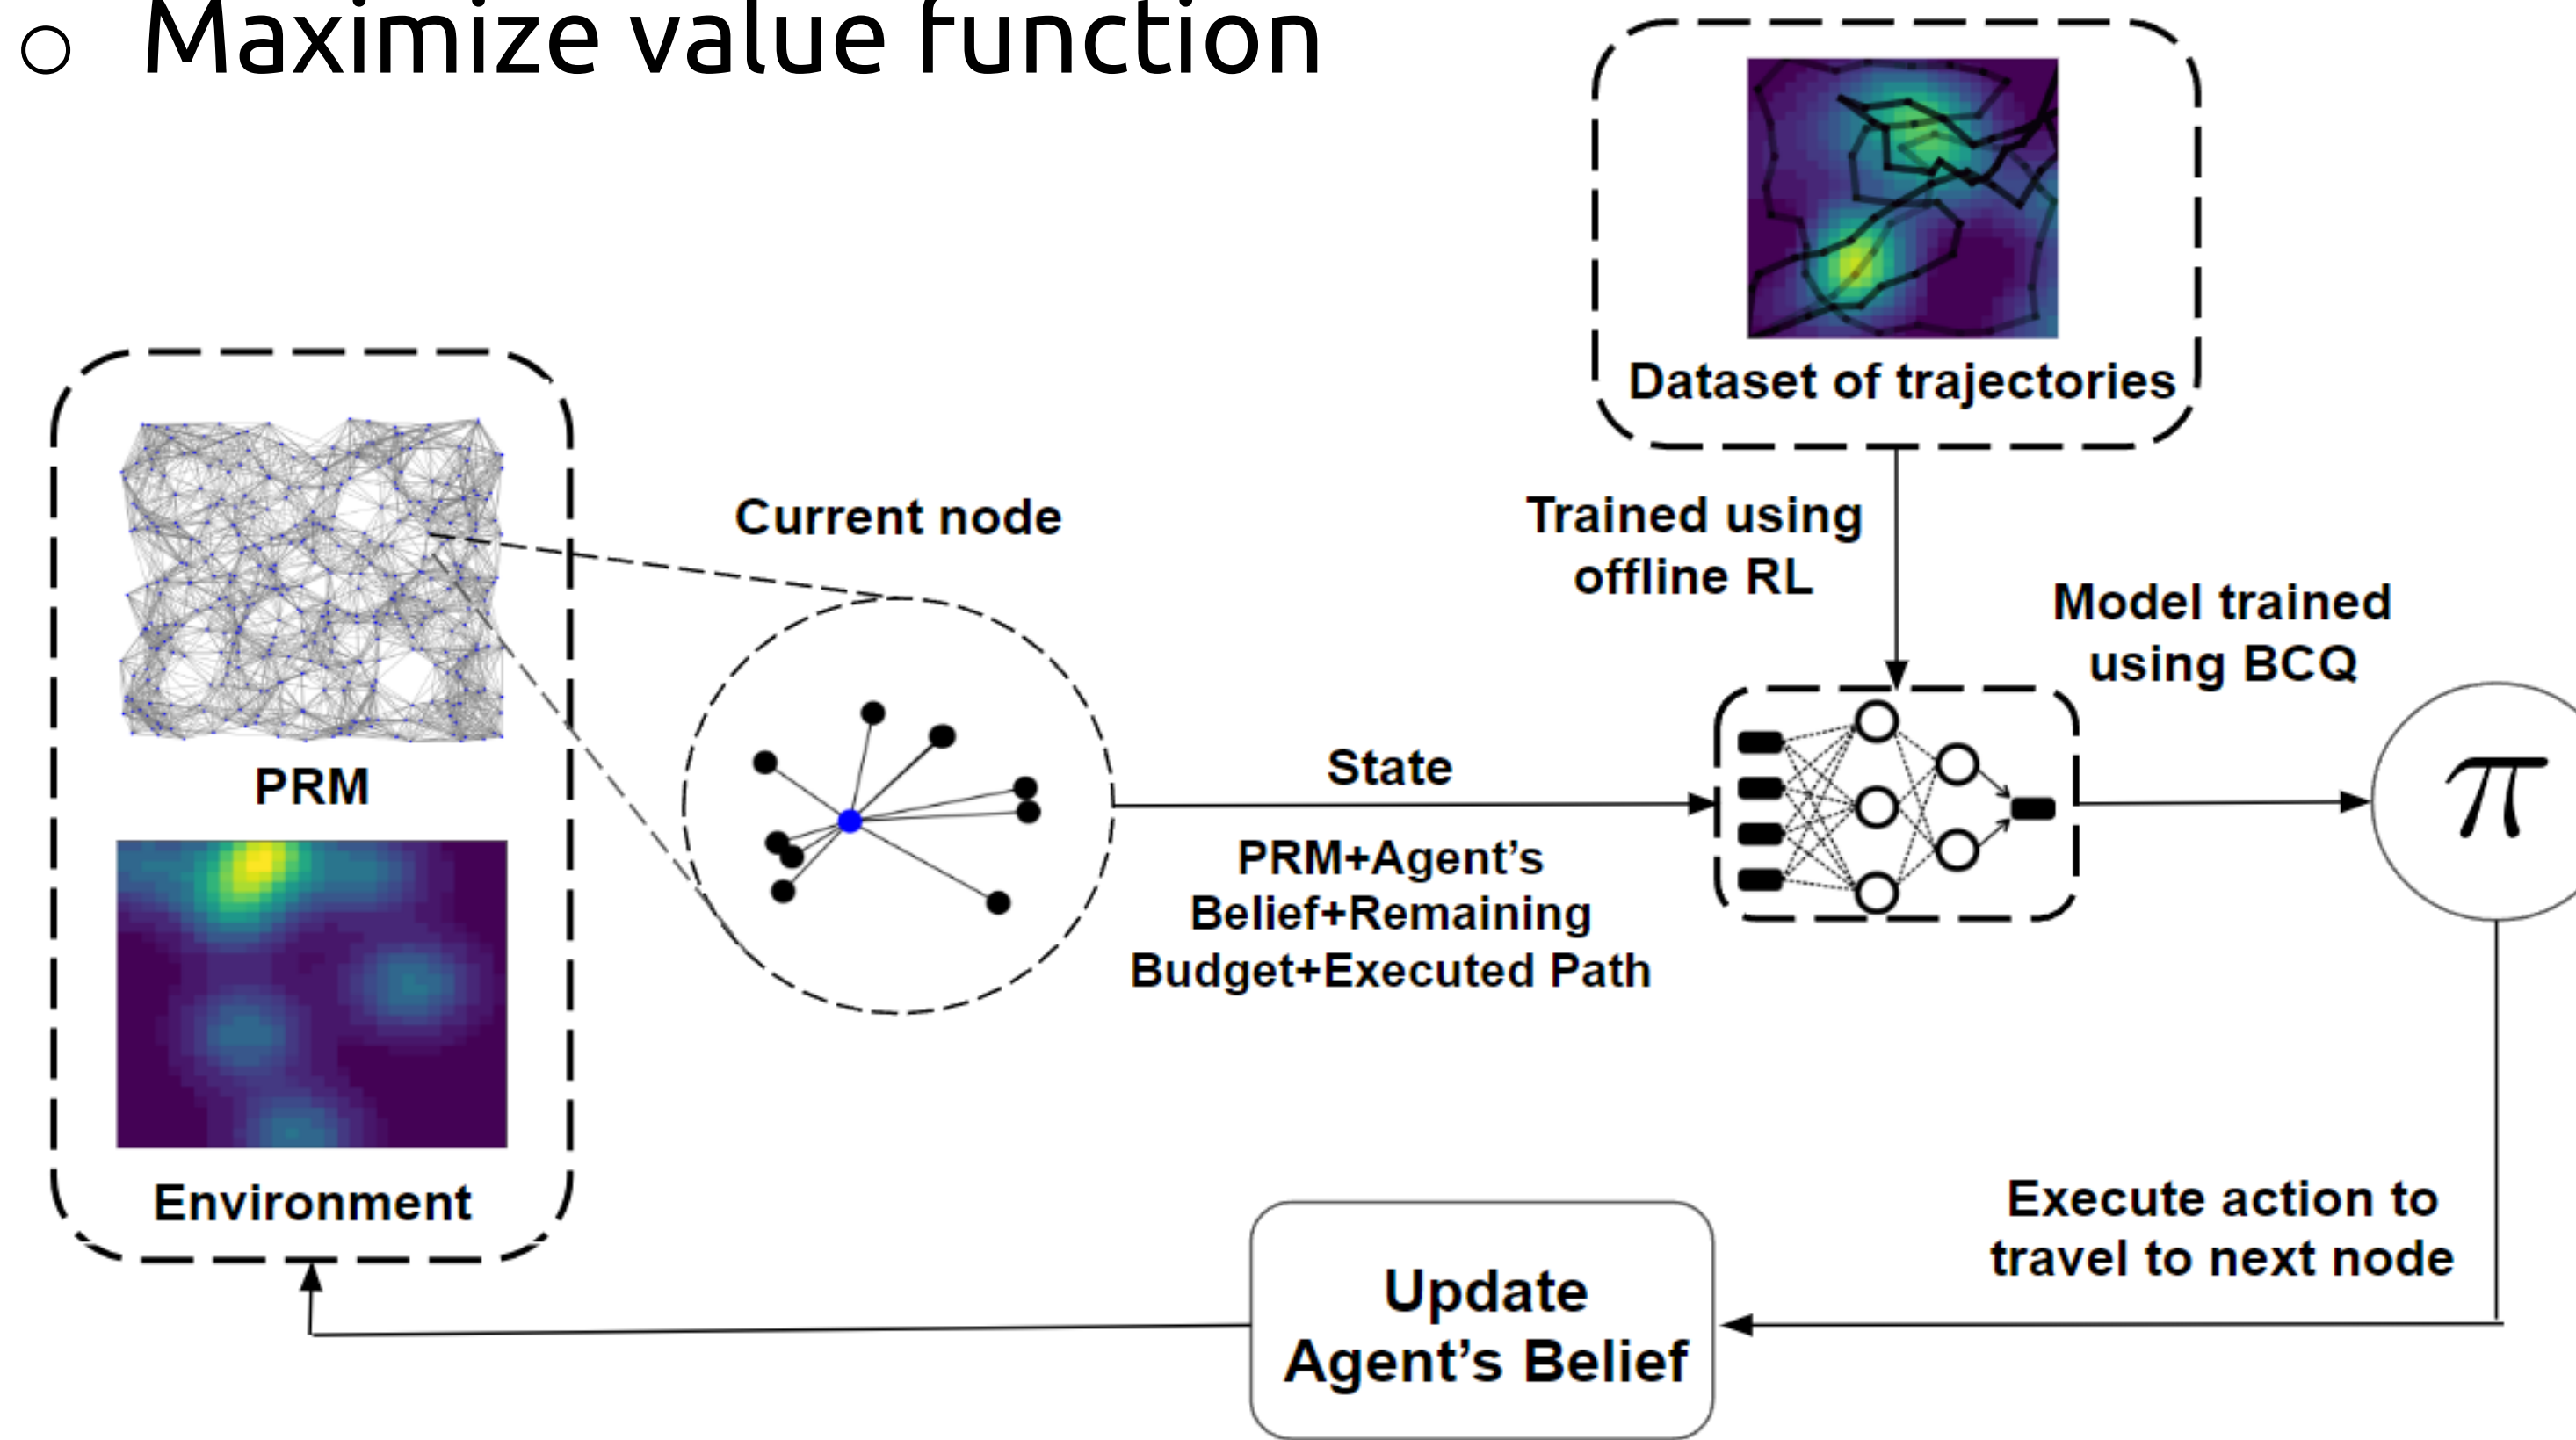 ○ Maximize value function
Dataset of trajectories
Current node
Trained using
offline RL
Model trained
using BCQ
PRM
State
PRM+Agent’s
Belief+Remaining
Budget+Executed Path
π
Environment
Execute action to
travel to next node
Update
Agent’s Belief